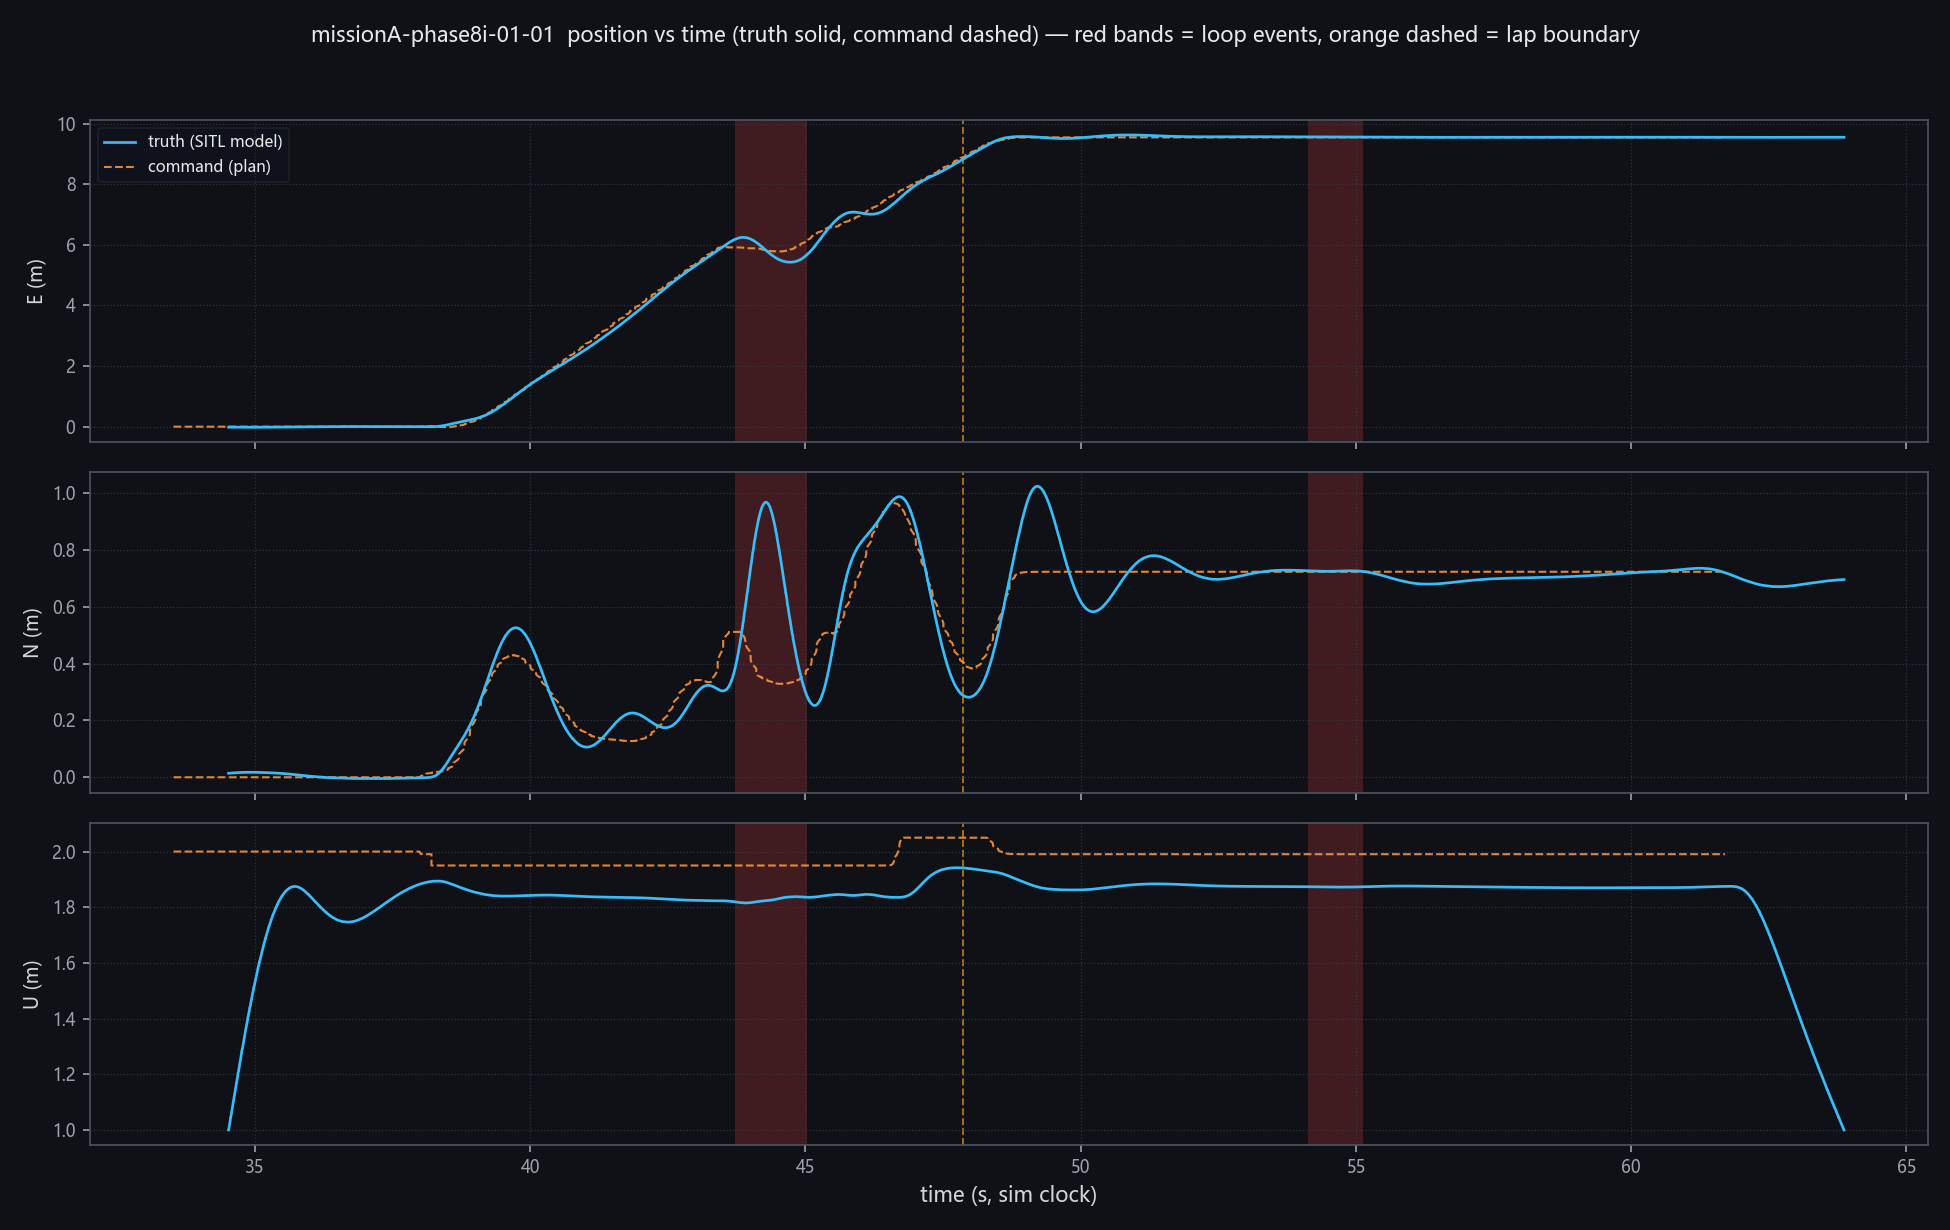 missionA-phase8i-01-01  position vs time (truth solid, command dashed) — red bands = loop events, orange dashed = lap boundary
truth (SITL model)
command (plan)
10
8
6
4
2
0
E (m)
1.0
0.8
0.6
0.4
0.2
0.0
N (m)
2.0
1.8
1.6
1.4
1.2
1.0
U (m)
35 40 45 50 55 60 65
time (s, sim clock)